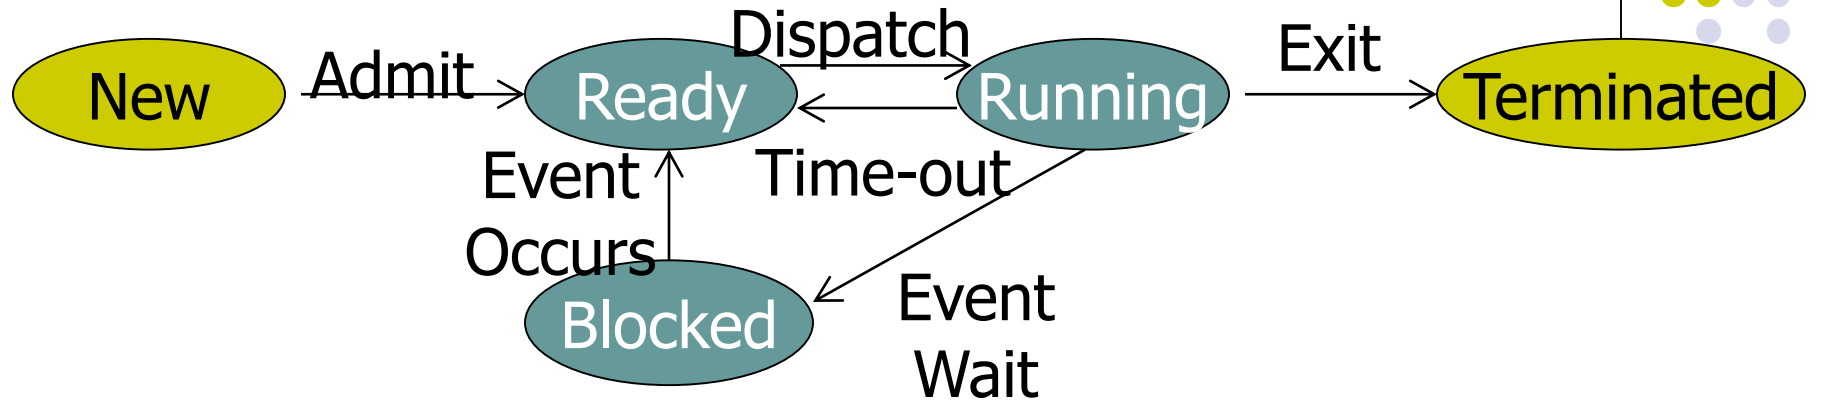 New
Admit
Ready
Dispatch
Running
Exit
Terminated
Event
Occurs
Time-out
Blocked
Event
Wait